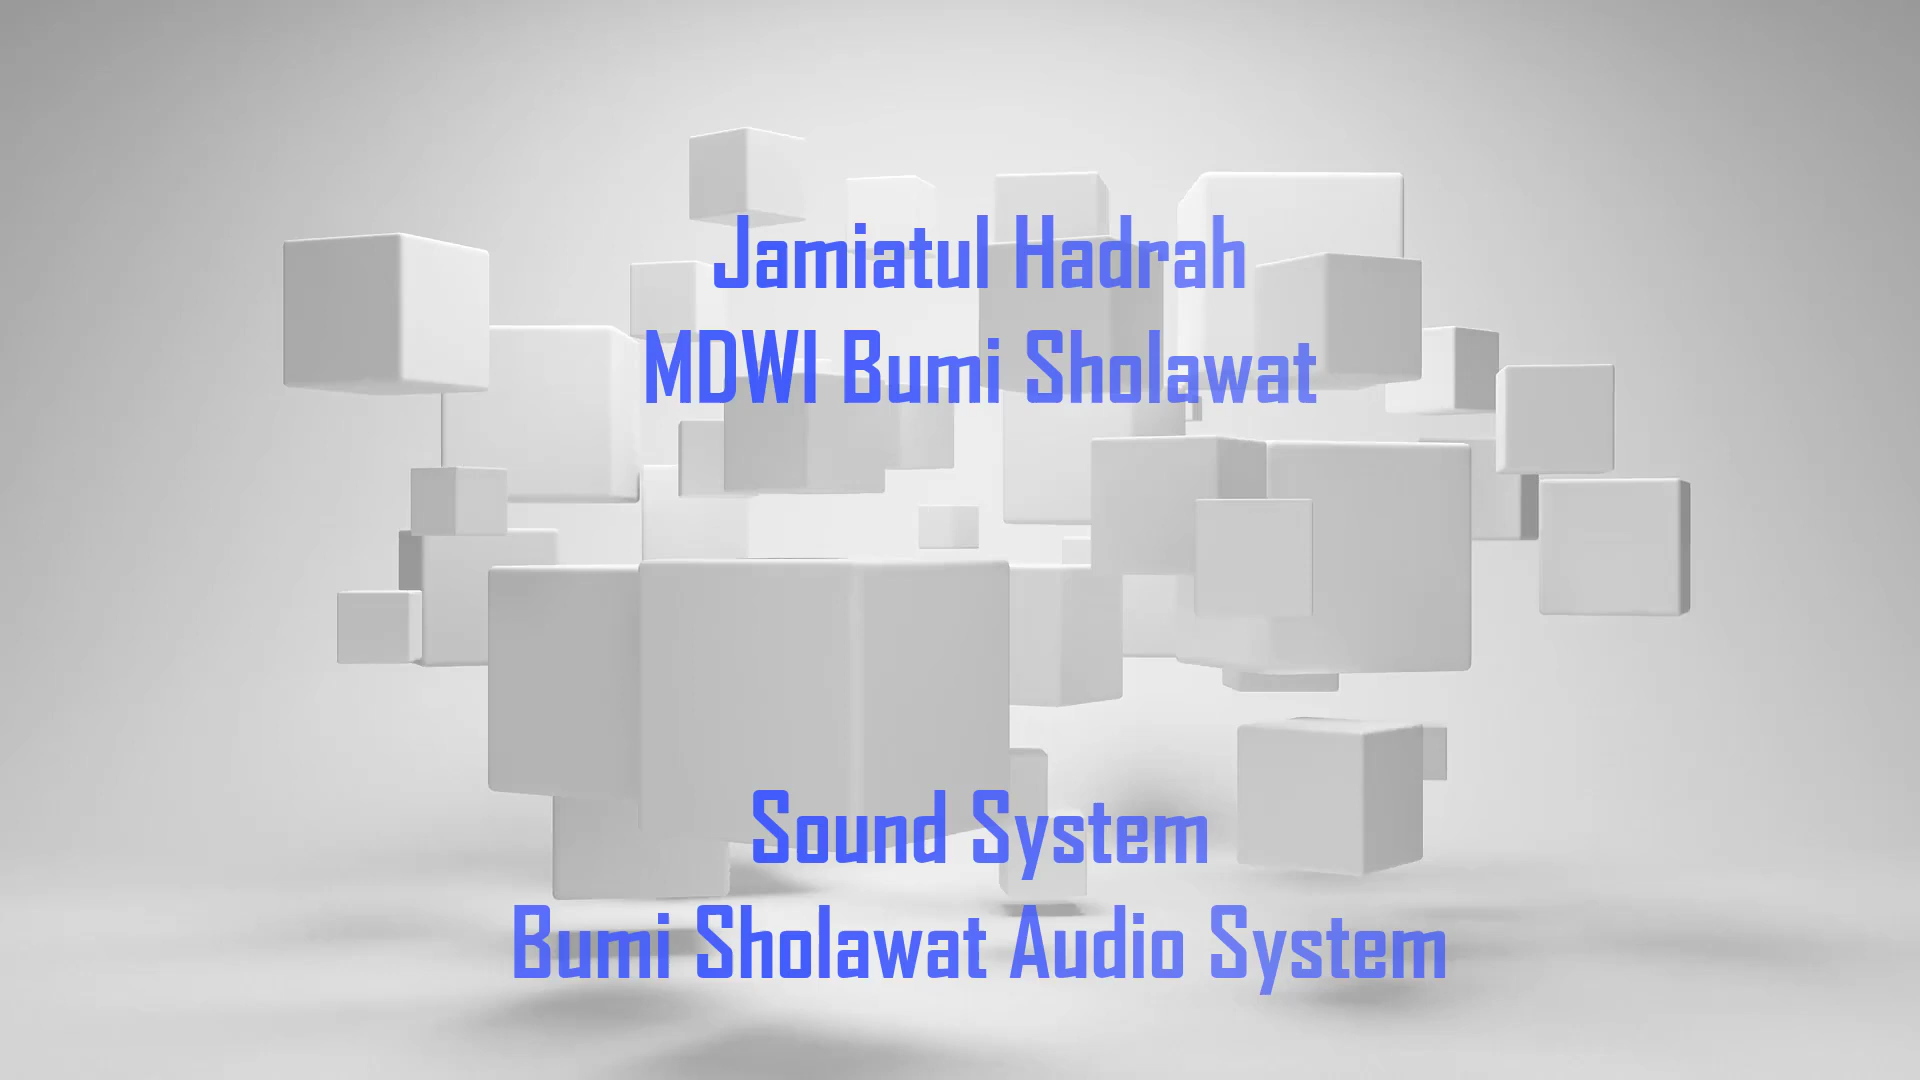 Jamiatul Hadrah
MDWI Bumi Sholawat
Sound System
Bumi Sholawat Audio System